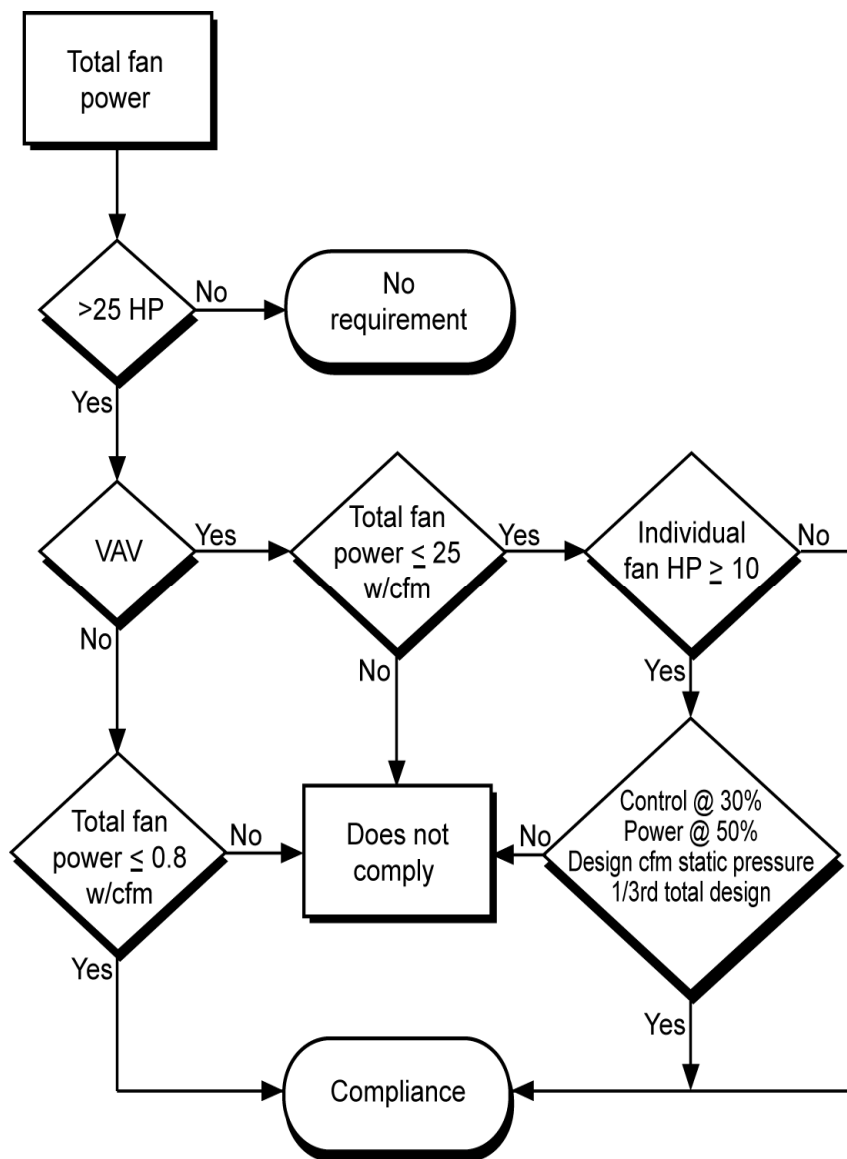 Total fan
power
>25 HP
No
No
requirement
Yes
VAV
Yes
Total fan
power ≤ 25
w/cfm
Yes
Individual
fan HP ≥ 10
No
No
No
Yes
Total fan
power ≤ 0.8
w/cfm
No
Does not
comply
No
Control @ 30%
Power @ 50%
Design cfm static pressure
1/3rd total design
Yes
Yes
Compliance